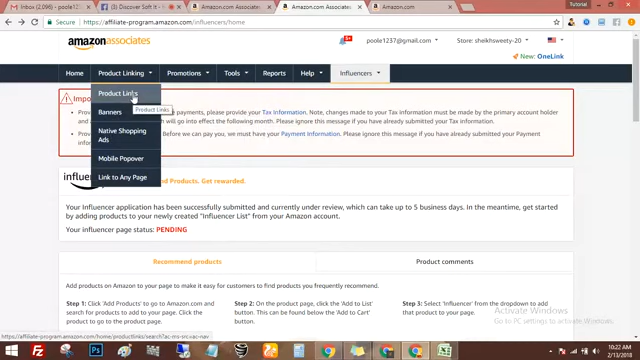 Inbox (2,096) - poole1
Discover Soft It - d
Amazon.com Associates
Amazon.com Associates
Amazon.com
Tutorial
Secure
https://affiliate-program.amazon.com/influencers/home
amazon associates
poole1237@gmail.com
Store: sheikhsweety-20
New: OneLink
Home
Product Linking
Promotions
Tools
Reports
Help
Influencers
Product Links
Banners
Native Shopping
Ads
Mobile Popover
Link to Any Page
Product Links
payments, please provide your Tax Information. Note, changes made to your Tax Information must be made by the primary account holder
and
will go into effect the following month. Please ignore this message if you have already submitted your Tax information.
Before we can pay you, we must have your Payment Information. Please ignore this message if you have already submitted your Payment
Information.
nd Products. Get rewarded.
Your Influencer application has been successfully submitted and currently under review, which can take up to 5 business days. In the meantime, get started
by adding products to your newly created "Influencer List" from your Amazon account.
Your influencer page status: PENDING
Recommend products
Product comments
Add products on Amazon to make it easy for customers to find products you frequently recommend.
Step 1: Click 'Add Products' to go to Amazon.com and
search for products to add to your page. Click the
product to go to the product page.
Step 2: On the product page, click the Add to List
button. This can be found below the Add to Cart
button.
Step 3: Select 'Influencer' from the dropdown to add
that product to your page.
Activate Windows
Go to PC settings to activate Windows.
https://affiliate-program.amazon.com/home/productlinks/search?ac-ms-src=vac-nav
10:22 AM
2/13/2018